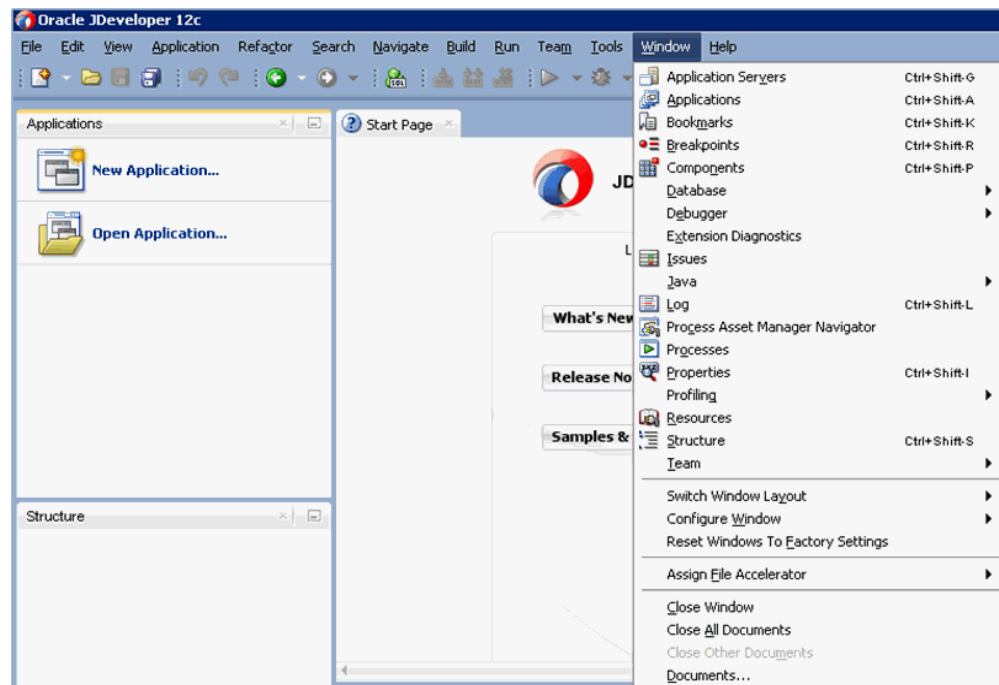 Oracle JDeveloper 12c
File Edit View Application Refactor Search Navigate Build Run Team Tools Window Help
SQL
Applications
New Application...
Open Application...
Structure
Start Page
JD
L
What's New
Release No
Samples &
Application Servers Ctrl+Shift-G
Applications Ctrl+Shift-A
Bookmarks Ctrl+Shift-K
Breakpoints Ctrl+Shift-R
Components Ctrl+Shift-P
Database
Debugger
Extension Diagnostics
Issues
Java
Log Ctrl+Shift-L
Process Asset Manager Navigator
Processes
Properties Ctrl+Shift-I
Profiling
Resources
Structure Ctrl+Shift-S
Team
Switch Window Layout
Configure Window
Reset Windows To Factory Settings
Assign File Accelerator
Close Window
Close All Documents
Close Other Documents
Documents...